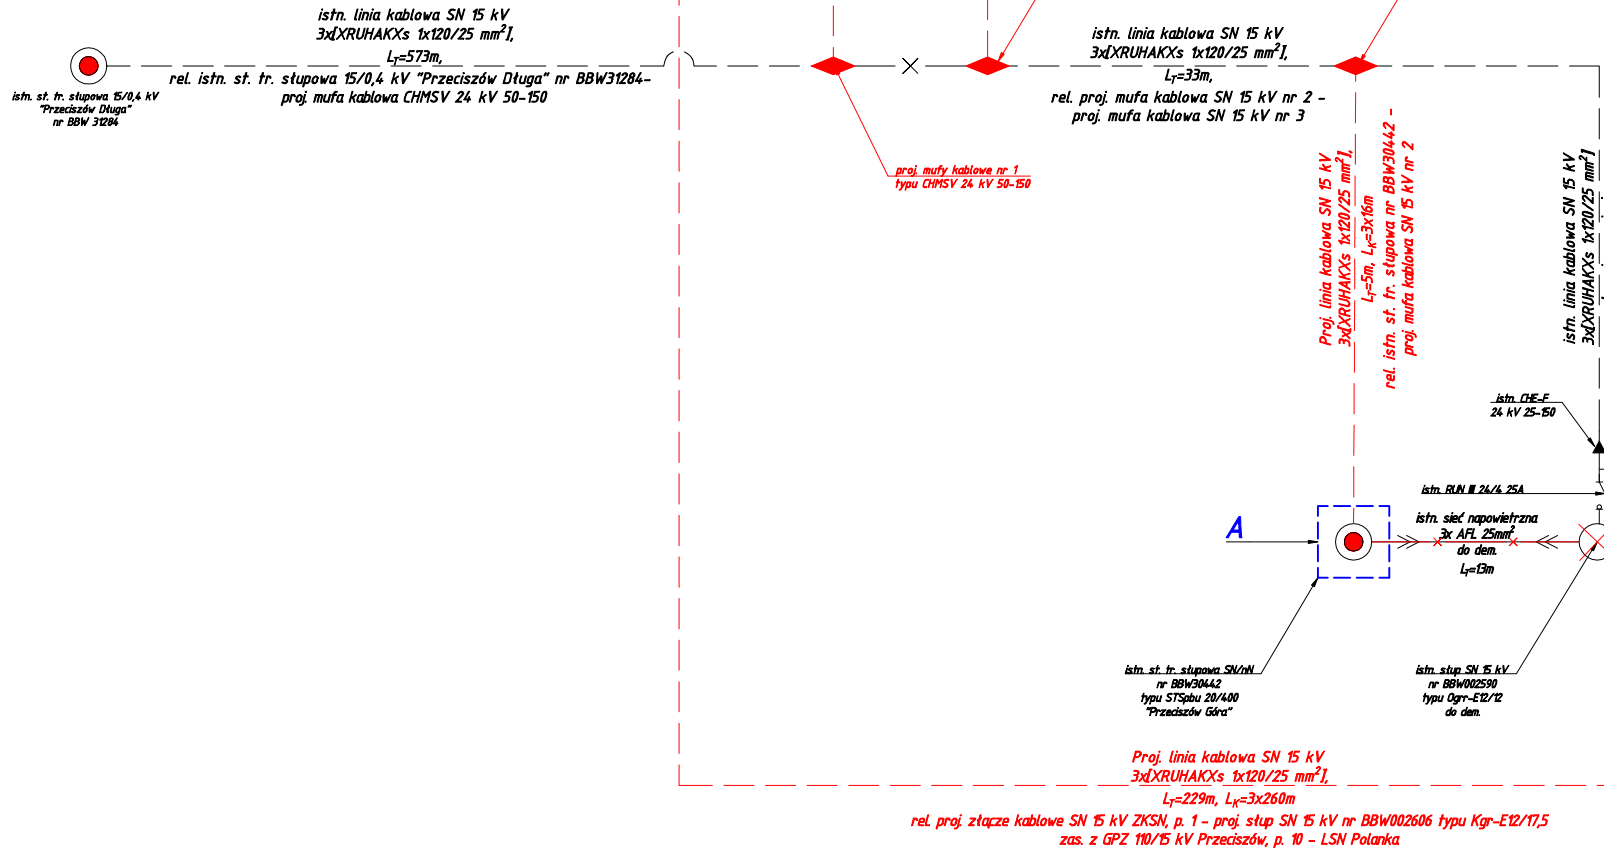 istn. linia kablowa SN 15 kV
3x[XRUHAKXs 1x120/25 mm²],
L_T=573m,
rel. istn. st. tr. słupowa 15/0,4 kV "Przeciszów Długa" nr BBW31284-
proj. mufa kablowa CHMSV 24 kV 50-150
istn. st. tr. słupowa 15/0,4 kV
"Przeciszów Długa"
nr BBW 31284
istn. linia kablowa SN 15 kV
3x[XRUHAKXs 1x120/25 mm²],
L_T=33m,
rel. proj. mufa kablowa SN 15 kV nr 2 -
proj. mufa kablowa SN 15 kV nr 3
proj. mufy kablowe nr 1
typu CHMSV 24 kV 50-150
Proj. linia kablowa SN 15 kV
3x[XRUHAKXs 1x120/25 mm²],
L_T=5m, L_K=3x16m
rel. istn. st. tr. słupowa nr BBW30442 -
proj. mufa kablowa SN 15 kV nr 2
istn. linia kablowa SN 15 kV
3x[XRUHAKXs 1x120/25 mm²]
istn. CHE-F
24 kV 25-150
istn. RUN III 24/4 25A
A
istn. sieć napowietrzna
3x AFL 25mm²
do dem.
L_T=13m
istn. st. tr. słupowa SN/nN
nr BBW30442
typu STSpbu 20/400
"Przeciszów Góra"
istn. słup SN 15 kV
nr BBW002590
typu Ogrr-E12/12
do dem.
Proj. linia kablowa SN 15 kV
3x[XRUHAKXs 1x120/25 mm²],
L_T=229m, L_K=3x260m
rel. proj. złącze kablowe SN 15 kV ZKSN, p. 1 - proj. słup SN 15 kV nr BBW002606 typu Kgr-E12/17,5
zas. z GPZ 110/15 kV Przeciszów, p. 10 - LSN Polanka